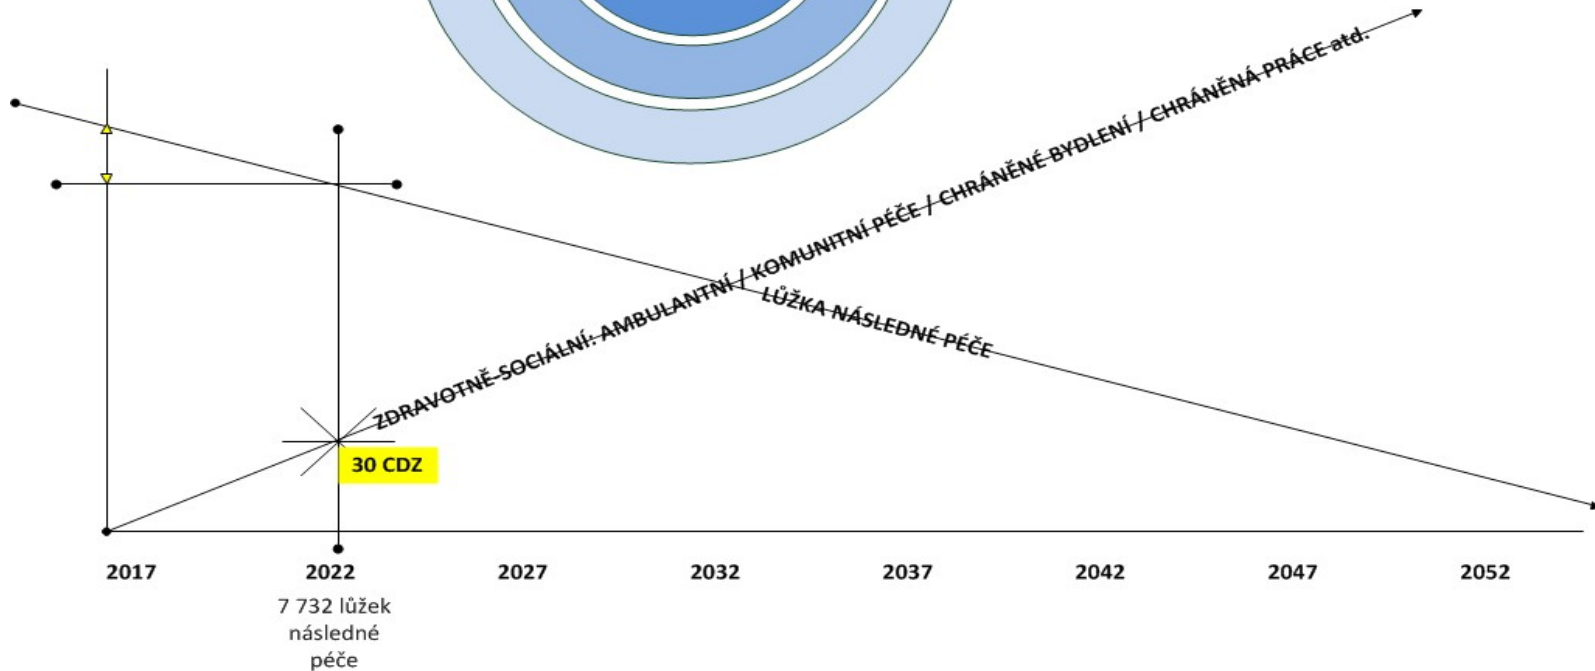 ZDRAVOTNĚ-SOCIÁLNÍ: AMBULANTNÍ / KOMUNITNÍ PÉČE / CHRÁNĚNÉ BYDLENÍ / CHRÁNĚNÁ PRÁCE atd.
LŮŽKA NÁSLEDNÉ PÉČE
30 CDZ
2017 2022 2027 2032 2037 2042 2047 2052
7 732 lůžek
následné
péče